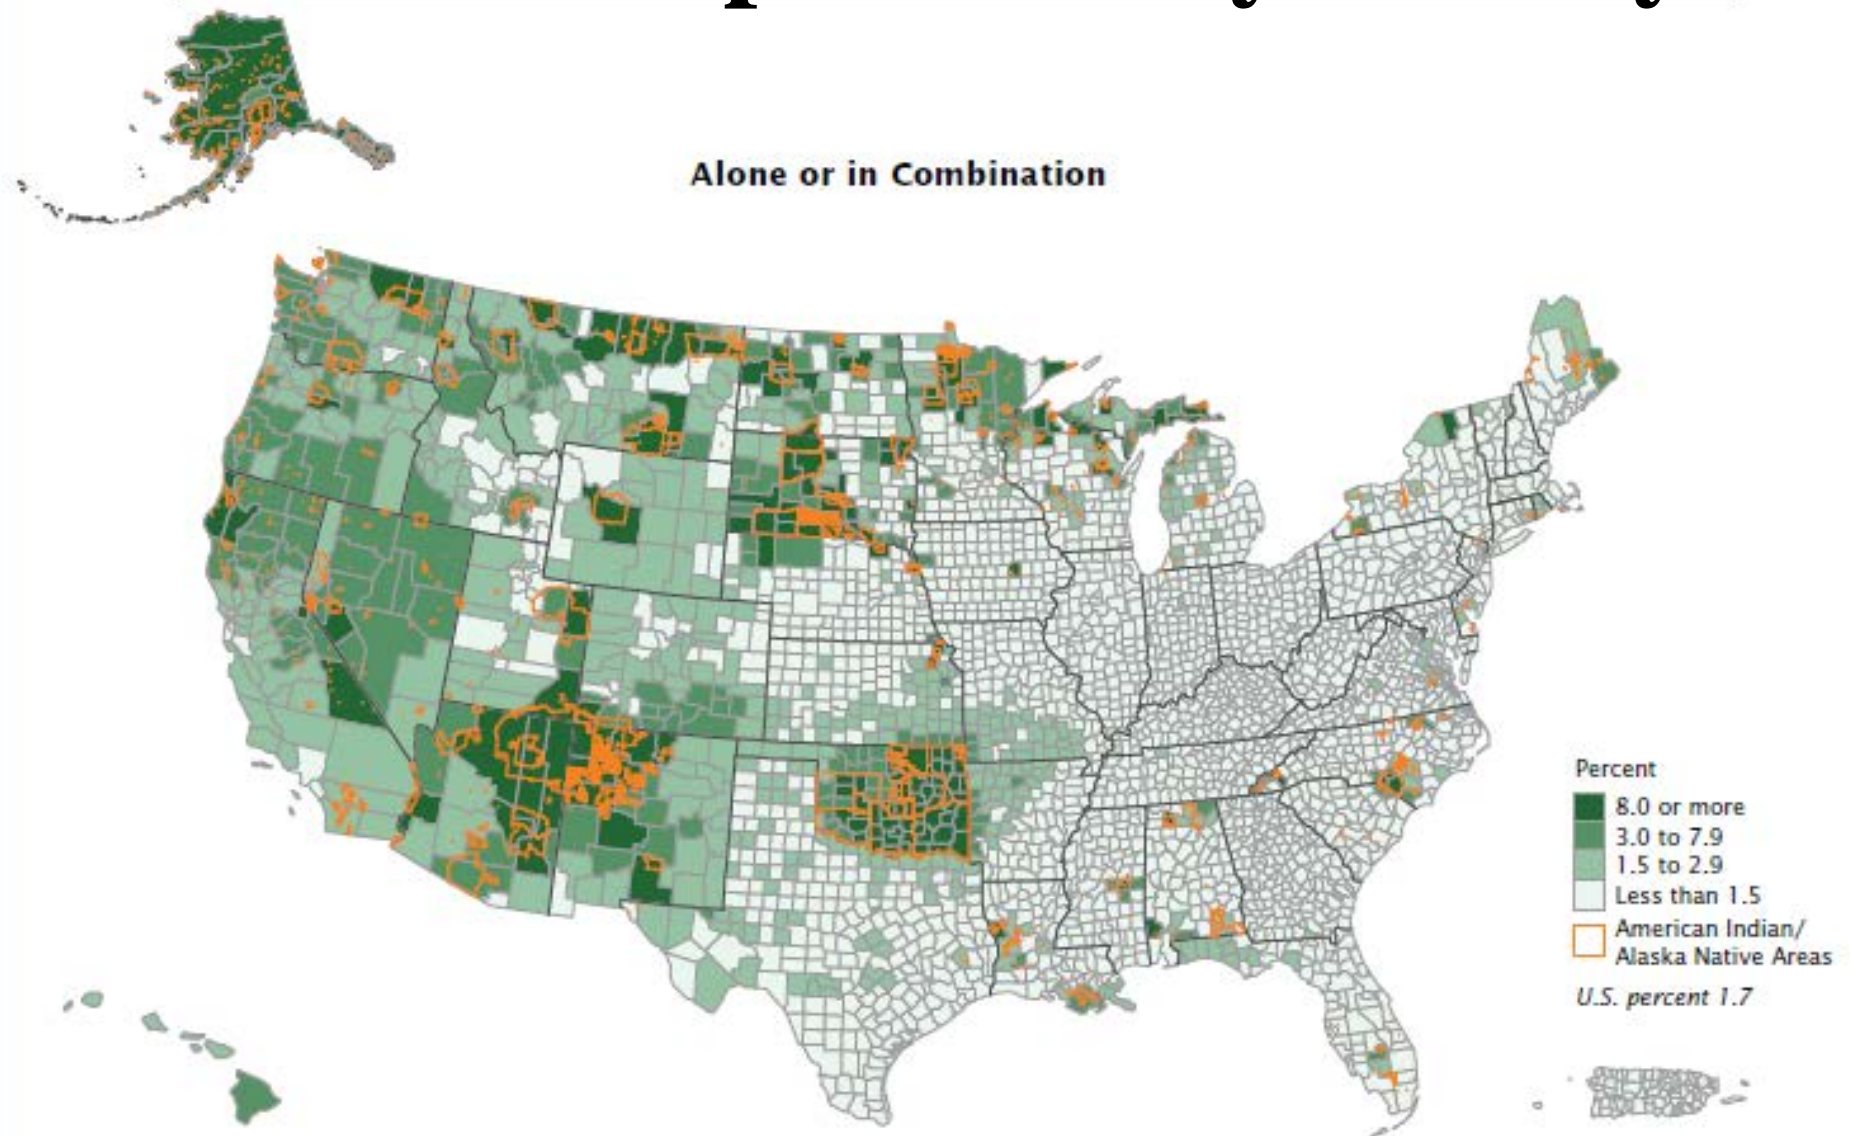 Alone or in Combination
Percent
8.0 or more
3.0 to 7.9
1.5 to 2.9
Less than 1.5
American Indian/
Alaska Native Areas
U.S. percent 1.7